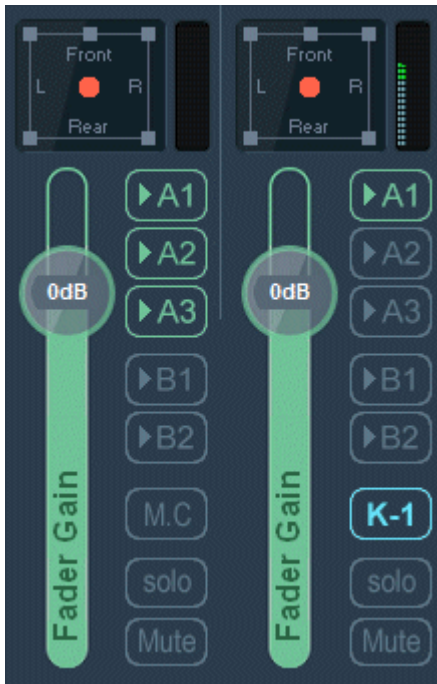 Front
L R
Rear
A1
A2
A3
B1
B2
M.C
solo
Mute
0dB
Fader Gain
Front
L R
Rear
A1
A2
A3
B1
B2
K-1
solo
Mute
0dB
Fader Gain